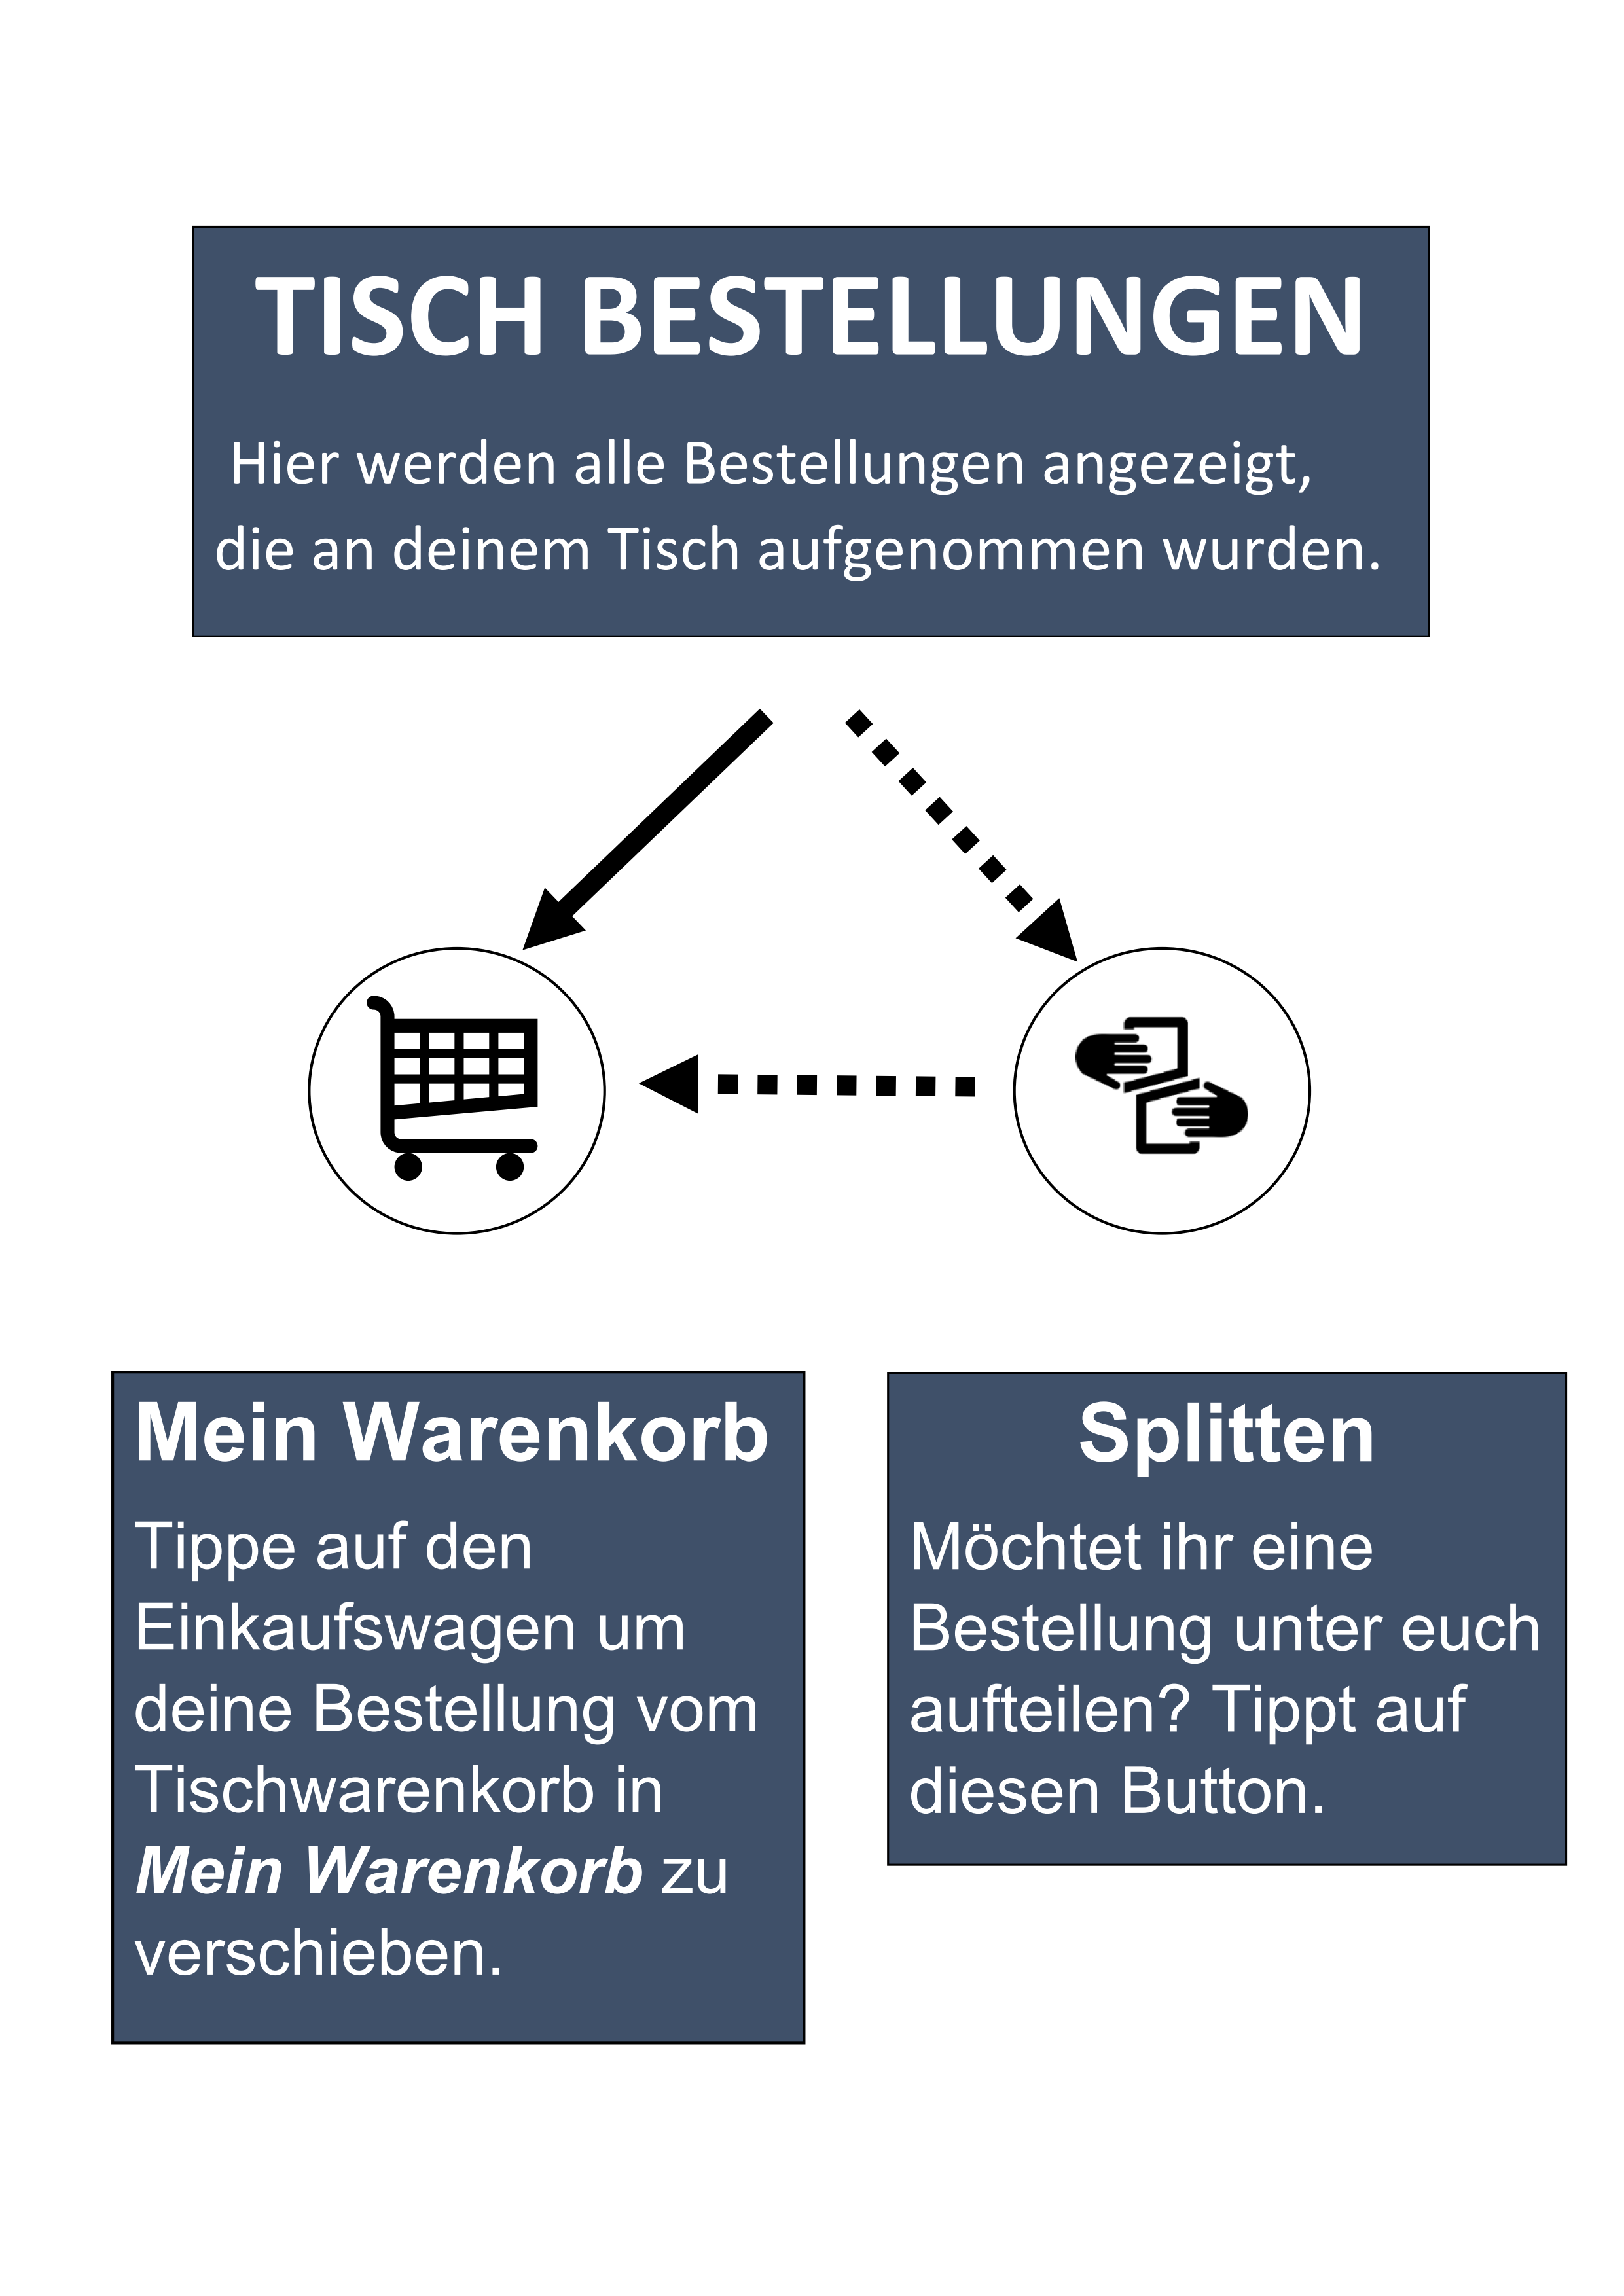 TISCH BESTELLUNGEN
Hier werden alle Bestellungen angezeigt,
die an deinem Tisch aufgenommen wurden.
Mein Warenkorb
Tippe auf den
Einkaufswagen um
deine Bestellung vom
Tischwarenkorb in
Mein Warenkorb zu
verschieben.
Splitten
Möchtet ihr eine
Bestellung unter euch
aufteilen? Tippt auf
diesen Button.